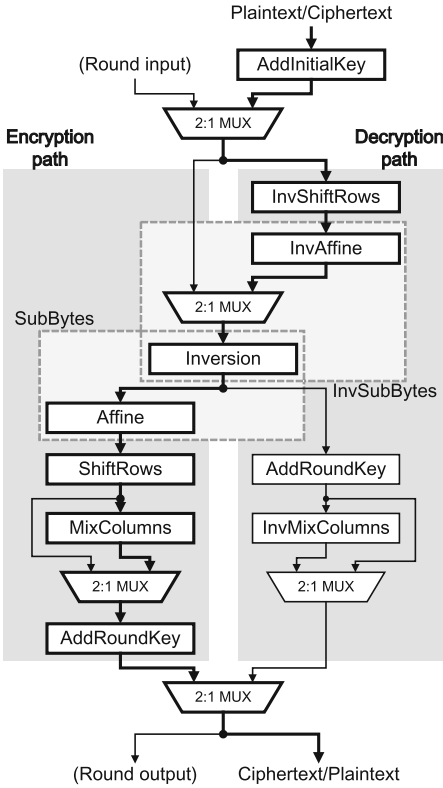 Plaintext/Ciphertext
(Round input)
AddInitialKey
2:1 MUX
Encryption
path
Decryption
path
InvShiftRows
InvAffine
2:1 MUX
SubBytes
Inversion
InvSubBytes
Affine
ShiftRows
AddRoundKey
MixColumns
InvMixColumns
2:1 MUX
2:1 MUX
AddRoundKey
2:1 MUX
(Round output)
Ciphertext/Plaintext